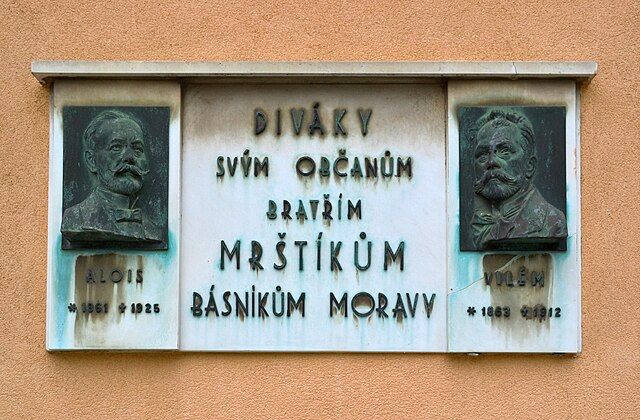 DIVÁKY
SVÝM OBČANŮM
BRATŘÍM
MRŠTÍKŮM
BÁSNÍKŮM MORAVY
ALOIS
* 1861 + 1925
VILÉM
* 1863 + 1912